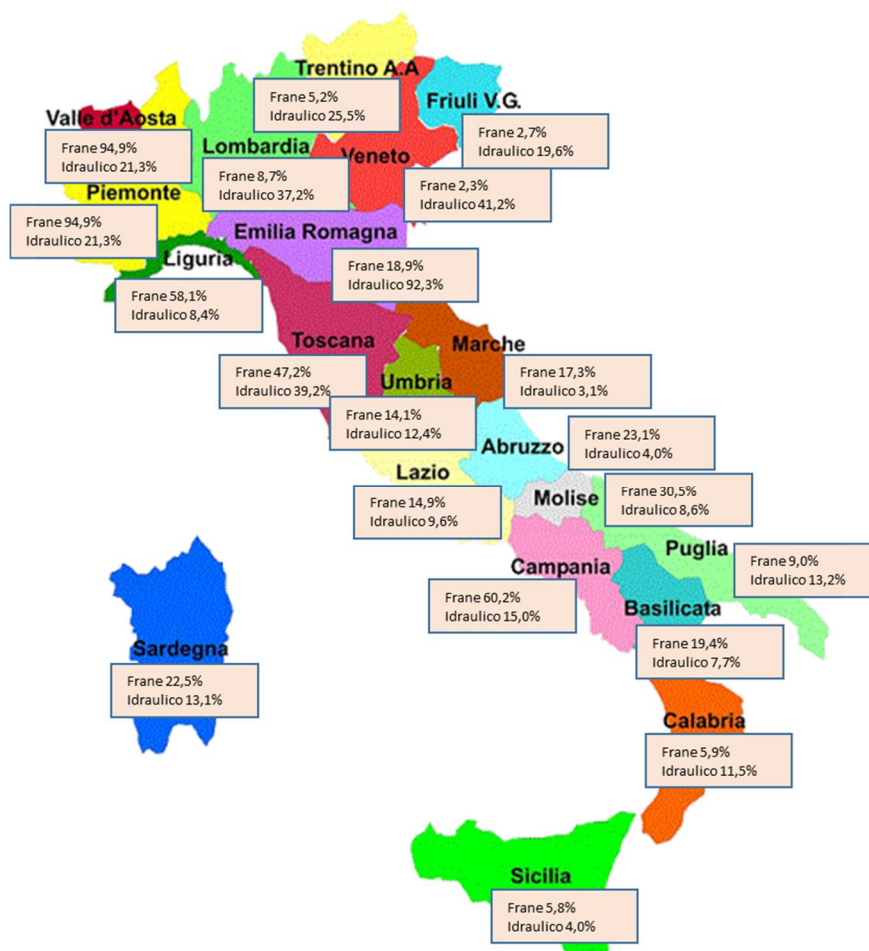 Trentino A.A
Frane 5,2%
Idraulico 25,5%
Friuli V.G.
Frane 2,7%
Idraulico 19,6%
Valle d'Aosta
Frane 94,9%
Idraulico 21,3%
Lombardia
Frane 8,7%
Idraulico 37,2%
Veneto
Frane 2,3%
Idraulico 41,2%
Piemonte
Frane 94,9%
Idraulico 21,3%
Emilia Romagna
Frane 18,9%
Idraulico 92,3%
Liguria
Frane 58,1%
Idraulico 8,4%
Toscana
Frane 47,2%
Idraulico 39,2%
Marche
Frane 17,3%
Idraulico 3,1%
Umbria
Frane 14,1%
Idraulico 12,4%
Abruzzo
Frane 23,1%
Idraulico 4,0%
Lazio
Frane 14,9%
Idraulico 9,6%
Molise
Frane 30,5%
Idraulico 8,6%
Puglia
Frane 9,0%
Idraulico 13,2%
Campania
Frane 60,2%
Idraulico 15,0%
Basilicata
Frane 19,4%
Idraulico 7,7%
Sardegna
Frane 22,5%
Idraulico 13,1%
Calabria
Frane 5,9%
Idraulico 11,5%
Sicilia
Frane 5,8%
Idraulico 4,0%